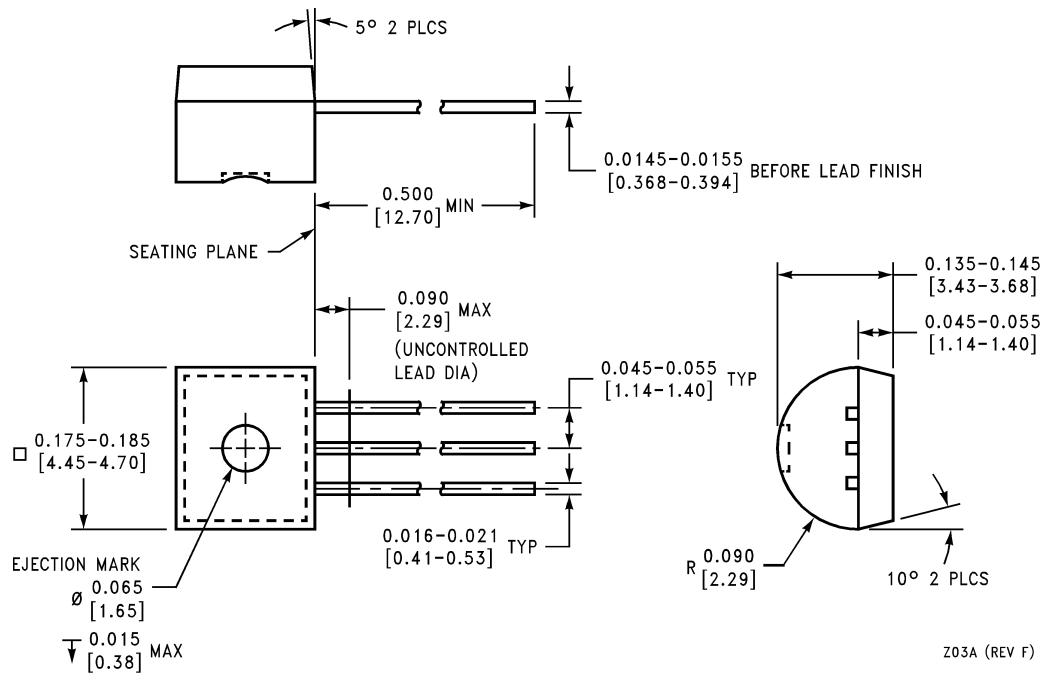 5° 2 PLCS
0.0145-0.0155
[0.368-0.394]
BEFORE LEAD FINISH
0.500
[12.70]
MIN
SEATING PLANE
0.090
[2.29]
MAX
(UNCONTROLLED
LEAD DIA)
0.135-0.145
[3.43-3.68]
0.045-0.055
[1.14-1.40]
0.045-0.055
[1.14-1.40]
TYP
0.175-0.185
[4.45-4.70]
0.016-0.021
[0.41-0.53]
TYP
R 0.090
[2.29]
10° 2 PLCS
EJECTION MARK
Ø 0.065
[1.65]
0.015
[0.38]
MAX
Z03A (REV F)